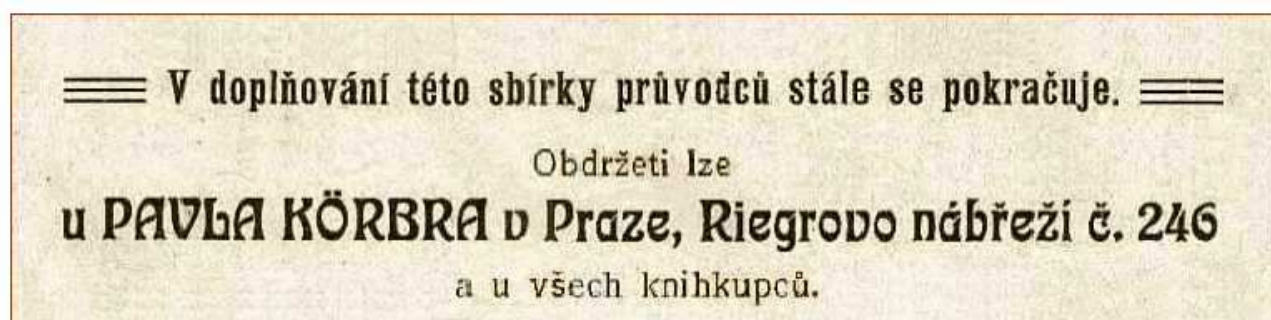 V doplňování této sbírky průvodců stále se pokračuje.
Obdržeti lze
u PAVLA KÖRBRA v Praze, Riegrovo nábřeží č. 246
a u všech knihkupců.